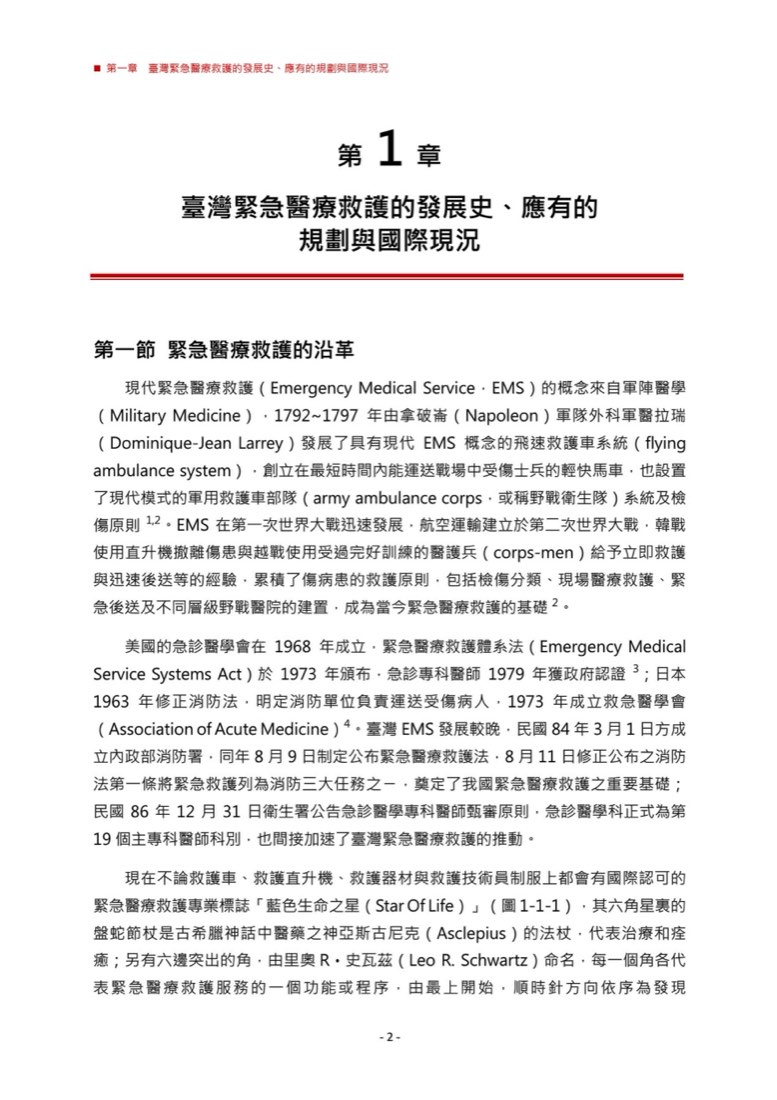 ■ 第一章　臺灣緊急醫療救護的發展史、應有的規劃與國際現況
第 1 章
臺灣緊急醫療救護的發展史、應有的
規劃與國際現況
第一節 緊急醫療救護的沿革
現代緊急醫療救護（Emergency Medical Service，EMS）的概念來自軍陣醫學
（Military Medicine），1792~1797 年由拿破崙（Napoleon）軍隊外科軍醫拉瑞
（Dominique-Jean Larrey）發展了具有現代 EMS 概念的飛速救護車系統（flying
ambulance system），創立在最短時間內能運送戰場中受傷士兵的輕快馬車，也設置
了現代模式的軍用救護車部隊（army ambulance corps，或稱野戰衛生隊）系統及檢
傷原則 1,2。EMS 在第一次世界大戰迅速發展，航空運輸建立於第二次世界大戰，韓戰
使用直升機撤離傷患與越戰使用受過完好訓練的醫護兵（corps-men）給予立即救護
與迅速後送等的經驗，累積了傷病患的救護原則，包括檢傷分類、現場醫療救護、緊
急後送及不同層級野戰醫院的建置，成為當今緊急醫療救護的基礎 2。
美國的急診醫學會在 1968 年成立，緊急醫療救護體系法（Emergency Medical
Service Systems Act）於 1973 年頒布，急診專科醫師 1979 年獲政府認證 3；日本
1963 年修正消防法，明定消防單位負責運送受傷病人，1973 年成立救急醫學會
（Association of Acute Medicine）4。臺灣 EMS 發展較晚，民國 84 年 3 月 1 日方成
立內政部消防署，同年 8 月 9 日制定公布緊急醫療救護法，8 月 11 日修正公布之消防
法第一條將緊急救護列為消防三大任務之－，奠定了我國緊急醫療救護之重要基礎；
民國 86 年 12 月 31 日衛生署公告急診醫學專科醫師甄審原則，急診醫學科正式為第
19 個主專科醫師科別，也間接加速了臺灣緊急醫療救護的推動。
現在不論救護車、救護直升機、救護器材與救護技術員制服上都會有國際認可的
緊急醫療救護專業標誌「藍色生命之星（Star Of Life）」（圖 1-1-1），其六角星裏的
盤蛇節杖是古希臘神話中醫藥之神亞斯古尼克（Asclepius）的法杖，代表治療和痊
癒；另有六邊突出的角，由里奧 R‧史瓦茲（Leo R. Schwartz）命名，每一個角各代
表緊急醫療救護服務的一個功能或程序，由最上開始，順時針方向依序為發現
- 2 -